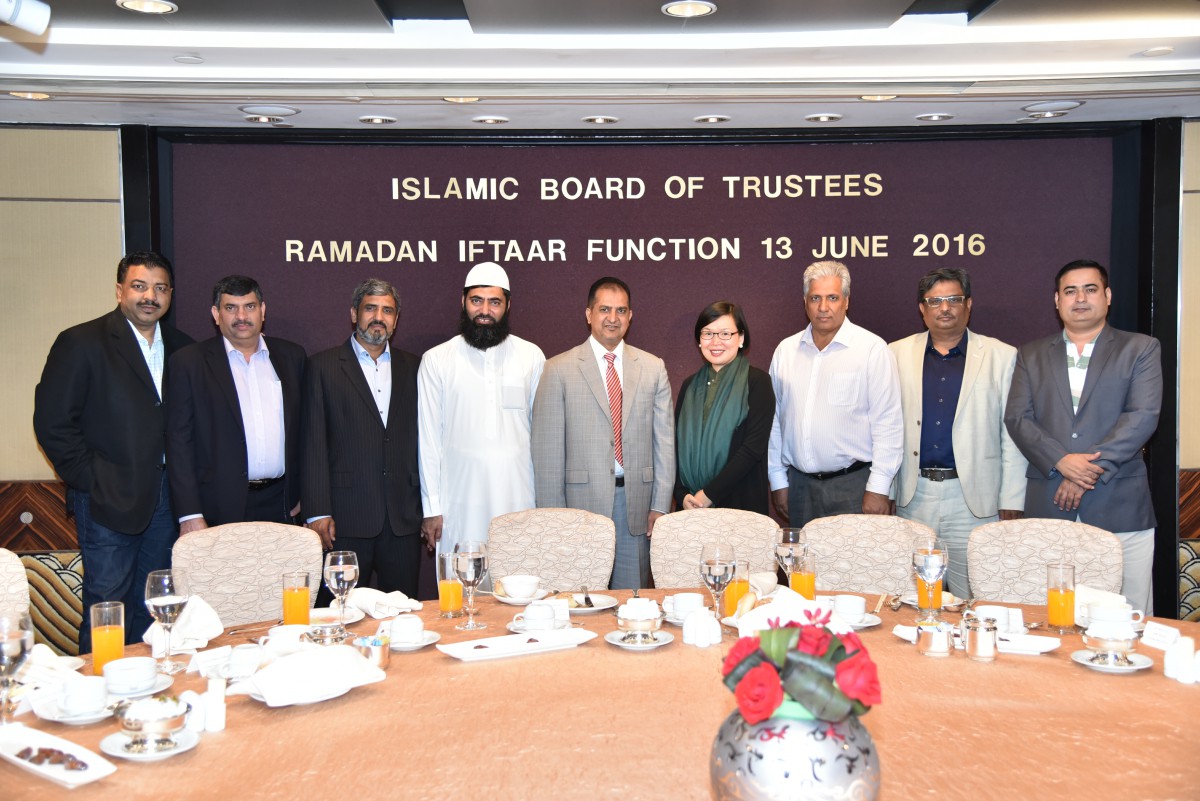 ISLAMIC BOARD OF TRUSTEES
RAMADAN IFTAAR FUNCTION 13 JUNE 2016